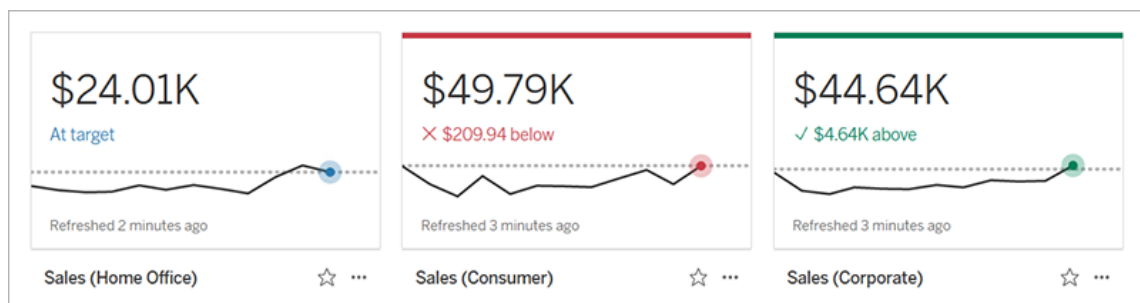 $24.01K
At target
Refreshed 2 minutes ago
Sales (Home Office)
$49.79K
$209.94 below
Refreshed 3 minutes ago
Sales (Consumer)
$44.64K
$4.64K above
Refreshed 3 minutes ago
Sales (Corporate)